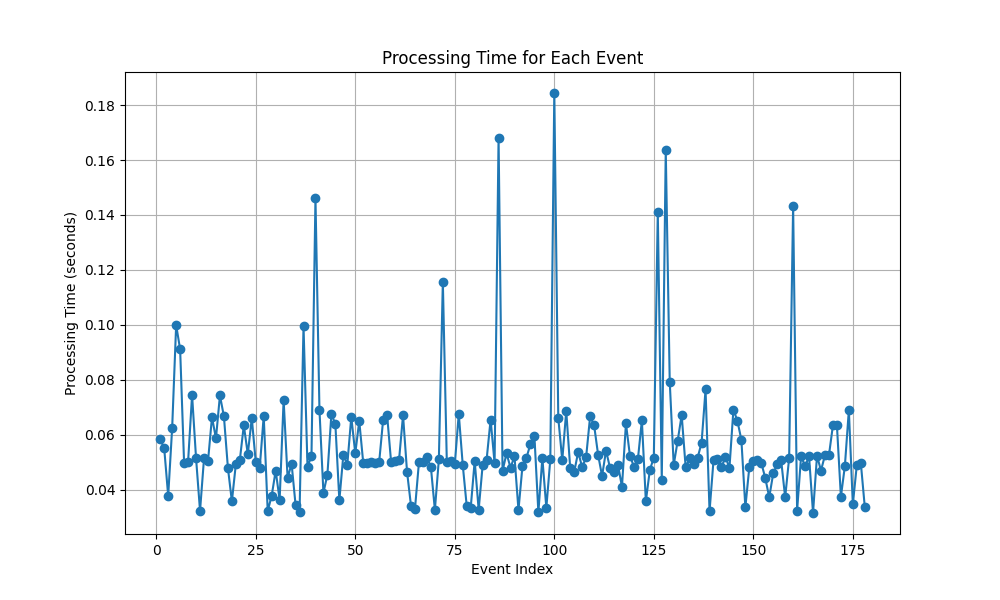 Processing Time for Each Event
Processing Time (seconds)
0.18
0.16
0.14
0.12
0.10
0.08
0.06
0.04
0 25 50 75 100 125 150 175
Event Index